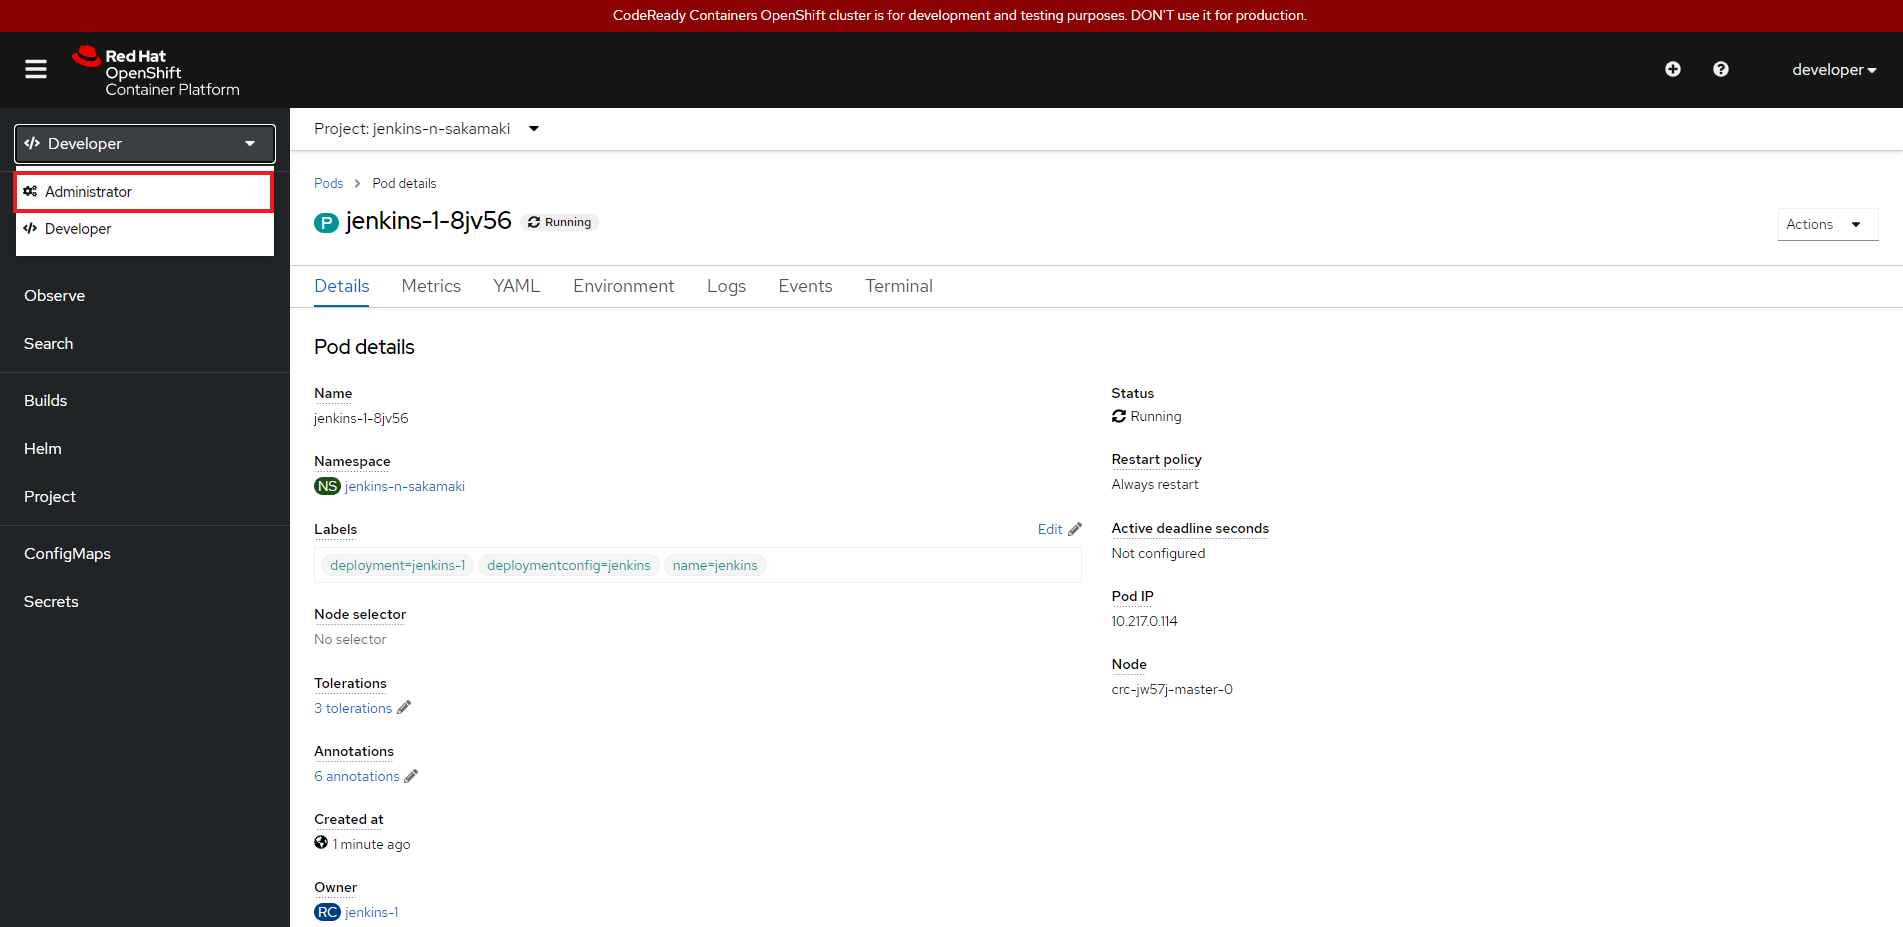 CodeReady Containers OpenShift cluster is for development and testing purposes. DON'T use it for production.
Red Hat
OpenShift
Container Platform
developer
Developer
Administrator
Developer
Observe
Search
Builds
Helm
Project
ConfigMaps
Secrets
Project: jenkins-n-sakamaki
Pods > Pod details
P jenkins-1-8jv56 Running
Actions
Details Metrics YAML Environment Logs Events Terminal
Pod details
Name
jenkins-1-8jv56
Namespace
NS jenkins-n-sakamaki
Labels Edit
deployment=jenkins-1 deploymentconfig=jenkins name=jenkins
Node selector
No selector
Tolerations
3 tolerations
Annotations
6 annotations
Created at
1 minute ago
Owner
RC jenkins-1
Status
Running
Restart policy
Always restart
Active deadline seconds
Not configured
Pod IP
10.217.0.114
Node
crc-jw57j-master-0